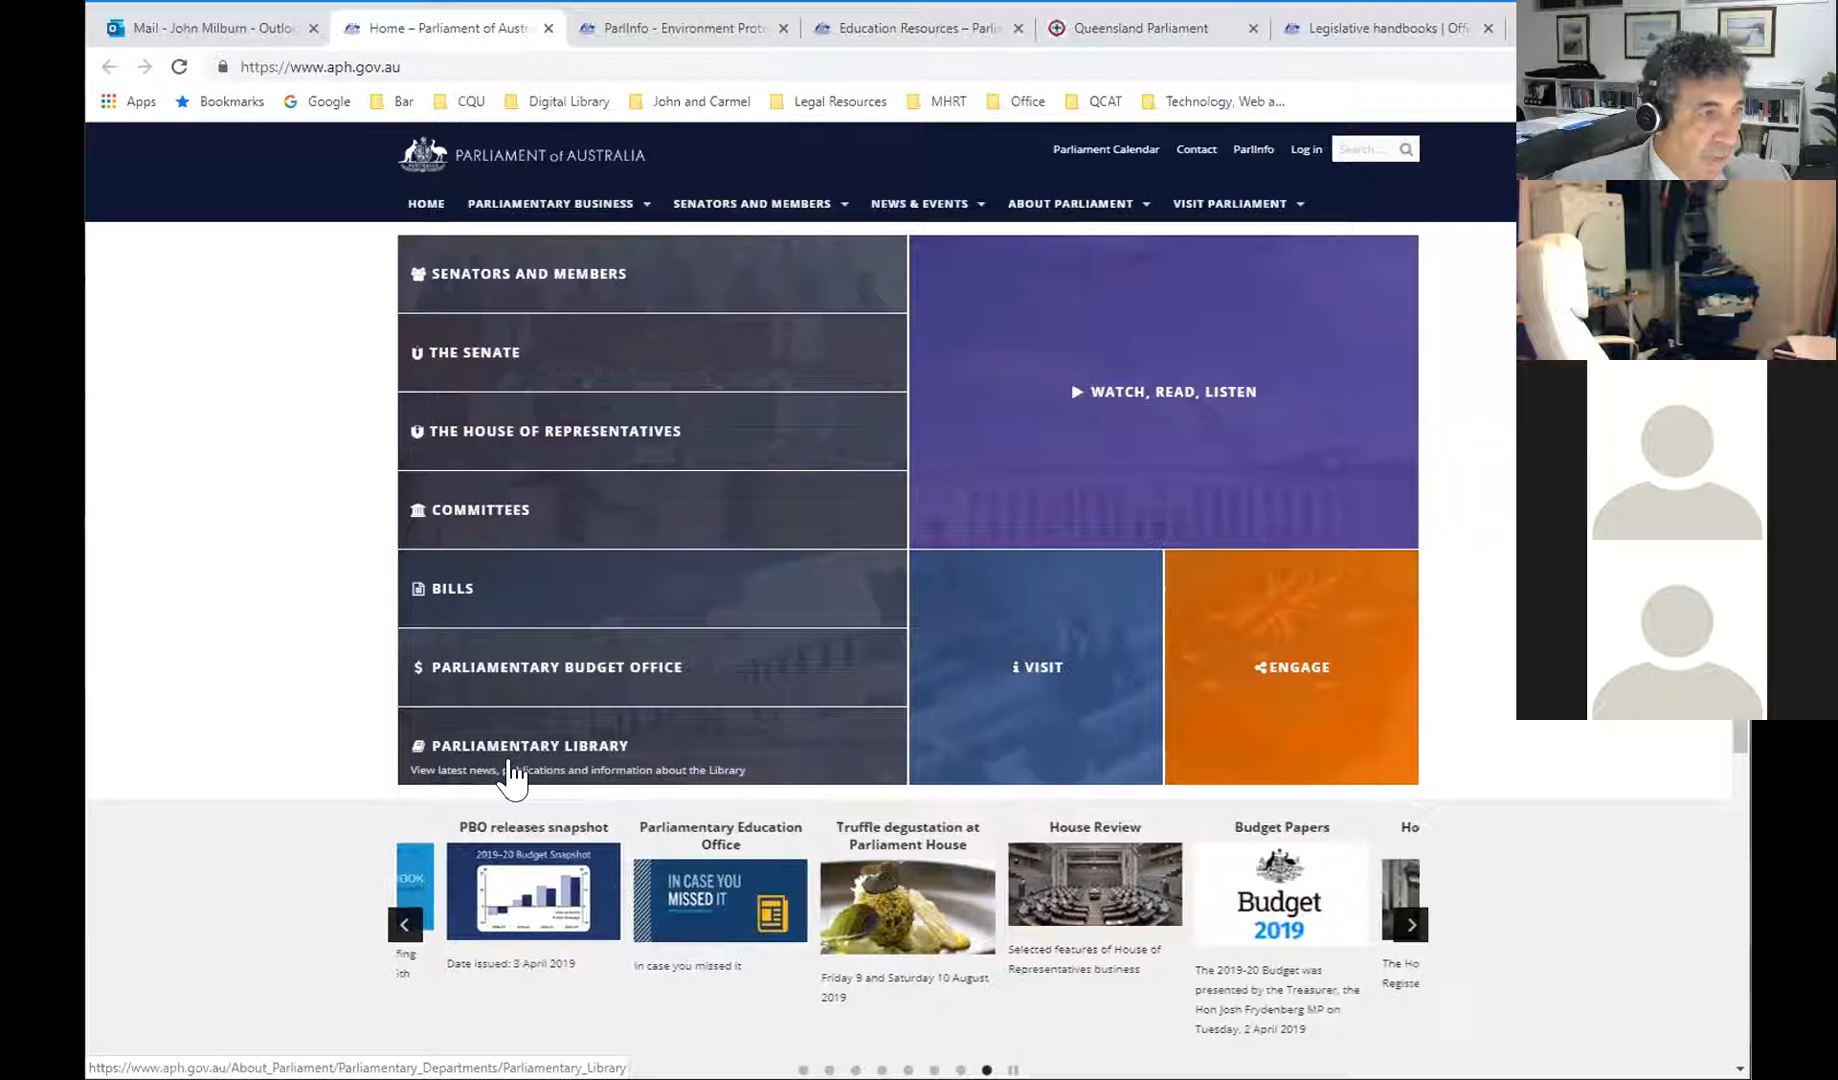 Mail - John Milburn - Outlo
Home – Parliament of Austr
ParlInfo - Environment Prote
Education Resources – Parli
Queensland Parliament
Legislative handbooks | Offi
https://www.aph.gov.au
Apps
Bookmarks
Google
Bar
CQU
Digital Library
John and Carmel
Legal Resources
MHRT
Office
QCAT
Technology, Web a...
PARLIAMENT of AUSTRALIA
Parliament Calendar
Contact
ParlInfo
Log in
Search ...
HOME
PARLIAMENTARY BUSINESS
SENATORS AND MEMBERS
NEWS & EVENTS
ABOUT PARLIAMENT
VISIT PARLIAMENT
SENATORS AND MEMBERS
THE SENATE
THE HOUSE OF REPRESENTATIVES
COMMITTEES
BILLS
$ PARLIAMENTARY BUDGET OFFICE
PARLIAMENTARY LIBRARY
View latest news, publications and information about the Library
WATCH, READ, LISTEN
VISIT
ENGAGE
OOK
fing
5th
PBO releases snapshot
2019–20 Budget Snapshot
Date issued: 3 April 2019
Parliamentary Education
Office
IN CASE YOU
MISSED IT
In case you missed it
Truffle degustation at
Parliament House
Friday 9 and Saturday 10 August,
2019
House Review
Selected features of House of
Representatives business
Budget Papers
Budget
2019
The 2019-20 Budget was
presented by the Treasurer, the
Hon Josh Frydenberg MP on
Tuesday, 2 April 2019
Ho
The Ho
Registe
https://www.aph.gov.au/About_Parliament/Parliamentary_Departments/Parliamentary_Library